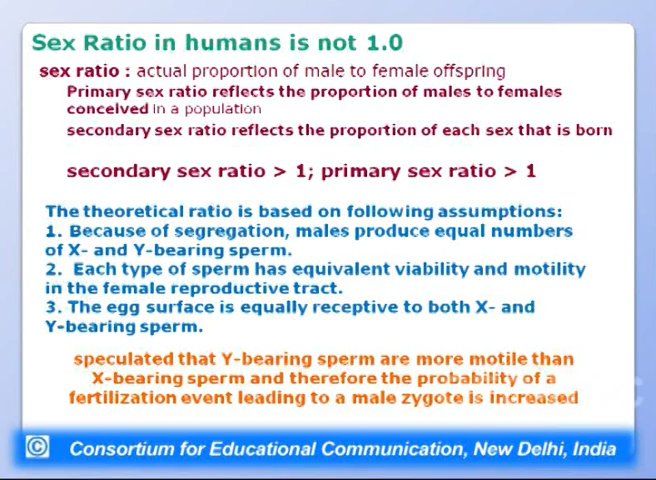 Sex Ratio in humans is not 1.0
sex ratio : actual proportion of male to female offspring
Primary sex ratio reflects the proportion of males to females
conceived in a population
secondary sex ratio reflects the proportion of each sex that is born
secondary sex ratio > 1; primary sex ratio > 1
The theoretical ratio is based on following assumptions:
1. Because of segregation, males produce equal numbers
of X- and Y-bearing sperm.
2. Each type of sperm has equivalent viability and motility
in the female reproductive tract.
3. The egg surface is equally receptive to both X- and
Y-bearing sperm.
speculated that Y-bearing sperm are more motile than
X-bearing sperm and therefore the probability of a
fertilization event leading to a male zygote is increased
© Consortium for Educational Communication, New Delhi, India